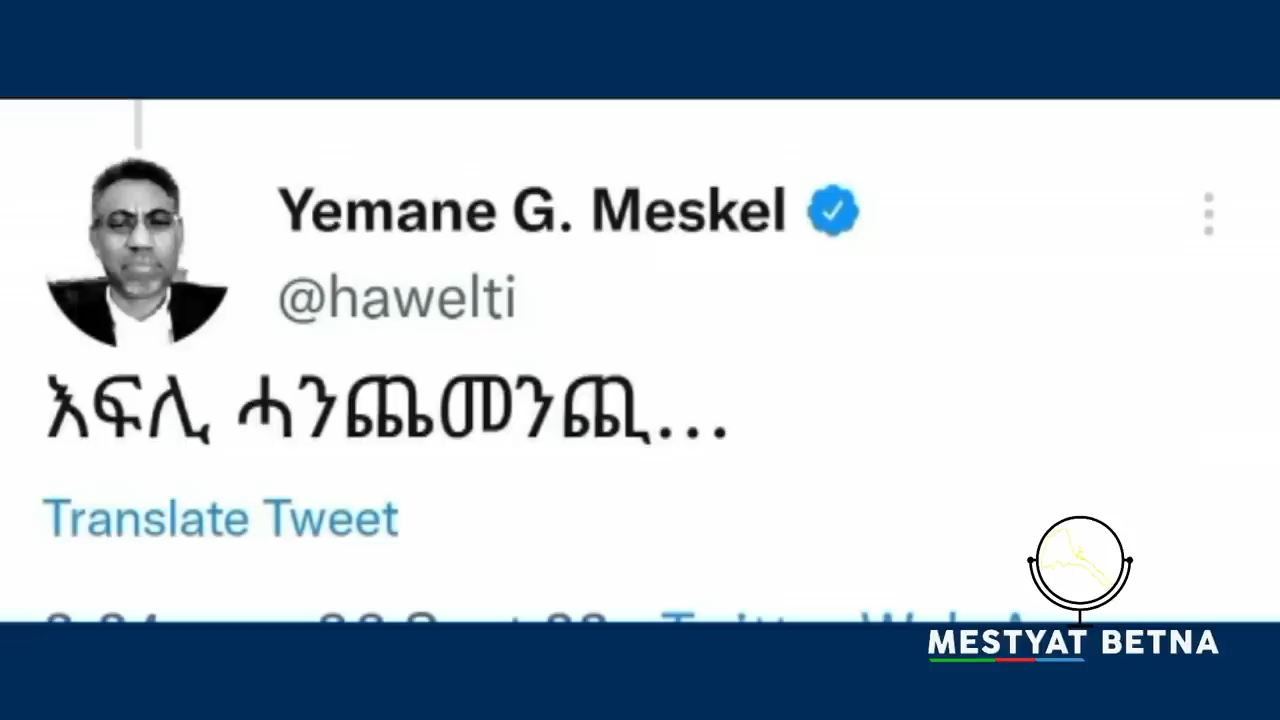 Yemane G. Meskel
@hawelti
እፍሊ ሓንጨመንጪ...
Translate Tweet
MESTYAT BETNA